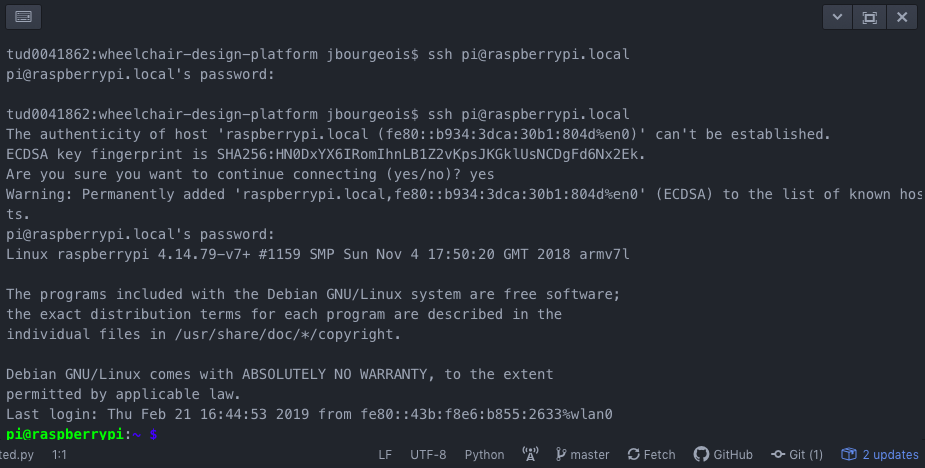 tud0041862:wheelchair-design-platform jbourgeois$ ssh pi@raspberrypi.local
pi@raspberrypi.local's password:
tud0041862:wheelchair-design-platform jbourgeois$ ssh pi@raspberrypi.local
The authenticity of host 'raspberrypi.local (fe80::b934:3dca:30b1:804d%en0)' can't be established.
ECDSA key fingerprint is SHA256:HN0DxYX6IRomIhnLB1Z2vKpsJKGklUsNCDgFd6Nx2Ek.
Are you sure you want to continue connecting (yes/no)? yes
Warning: Permanently added 'raspberrypi.local,fe80::b934:3dca:30b1:804d%en0' (ECDSA) to the list of known hos
ts.
pi@raspberrypi.local's password:
Linux raspberrypi 4.14.79-v7+ #1159 SMP Sun Nov 4 17:50:20 GMT 2018 armv7l
The programs included with the Debian GNU/Linux system are free software;
the exact distribution terms for each program are described in the
individual files in /usr/share/doc/*/copyright.
Debian GNU/Linux comes with ABSOLUTELY NO WARRANTY, to the extent
permitted by applicable law.
Last login: Thu Feb 21 16:44:53 2019 from fe80::43b:f8e6:b855:2633%wlan0
pi@raspberrypi:~ $
ted.py 1:1 LF UTF-8 Python master Fetch GitHub Git (1) 2 updates